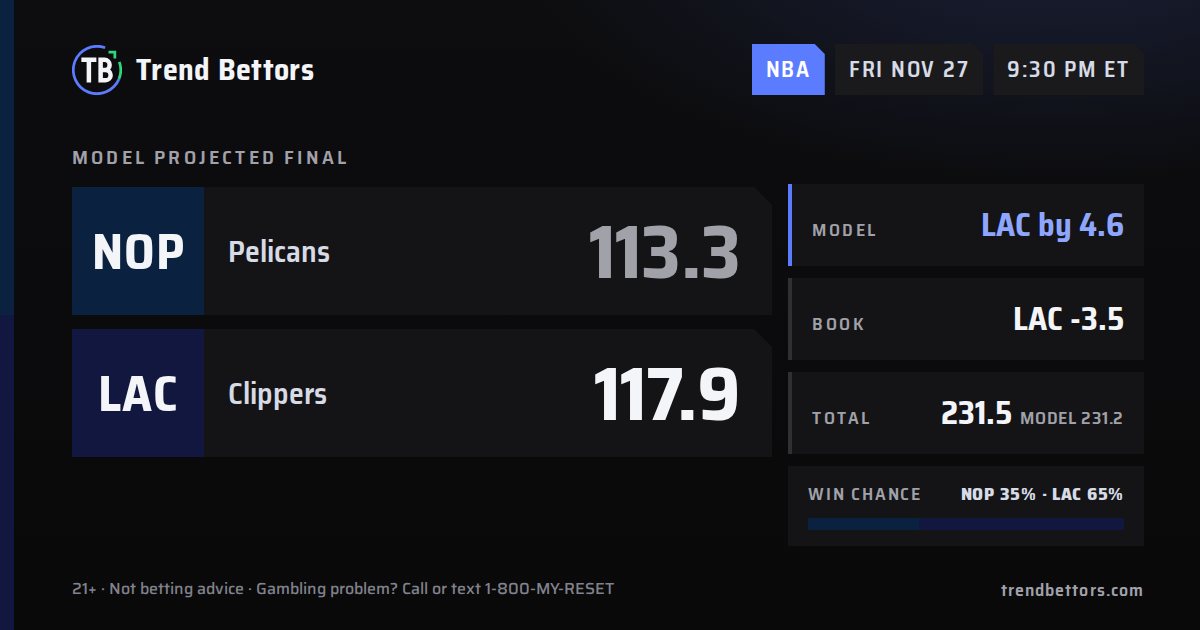 TB Trend Bettors
NBA FRI NOV 27 9:30 PM ET
MODEL PROJECTED FINAL
NOP Pelicans 113.3
LAC Clippers 117.9
MODEL LAC by 4.6
BOOK LAC -3.5
TOTAL 231.5 MODEL 231.2
WIN CHANCE NOP 35% · LAC 65%
21+ · Not betting advice · Gambling problem? Call or text 1-800-MY-RESET
trendbettors.com